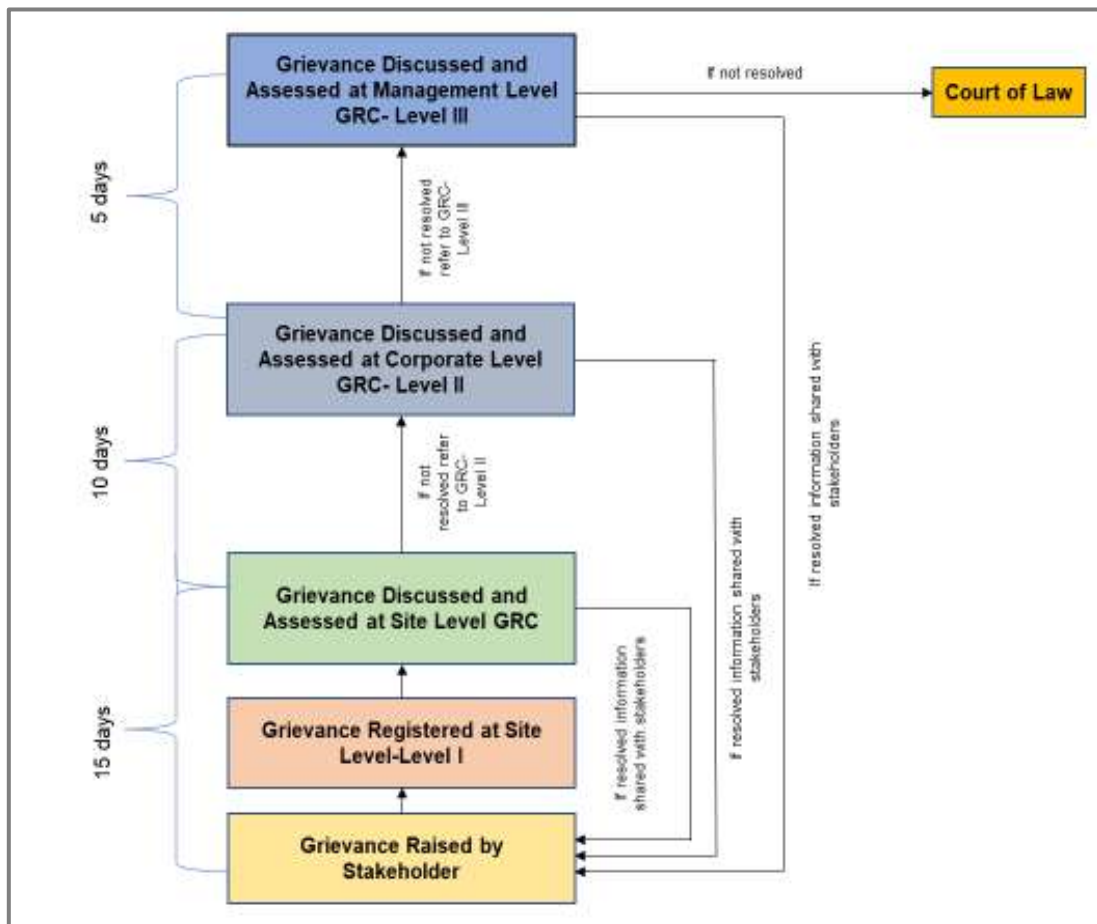 Grievance Discussed and
Assessed at Management Level
GRC- Level III
If not resolved
Court of Law
5 days
If not resolved
refer to GRC-
Level III
Grievance Discussed and
Assessed at Corporate Level
GRC- Level II
10 days
If not
resolved refer
to GRC-
Level II
If resolved information shared with
stakeholders
If resolved information shared with
stakeholders
Grievance Discussed and
Assessed at Site Level GRC
If resolved information
shared with stakeholders
15 days
Grievance Registered at Site
Level-Level I
Grievance Raised by
Stakeholder